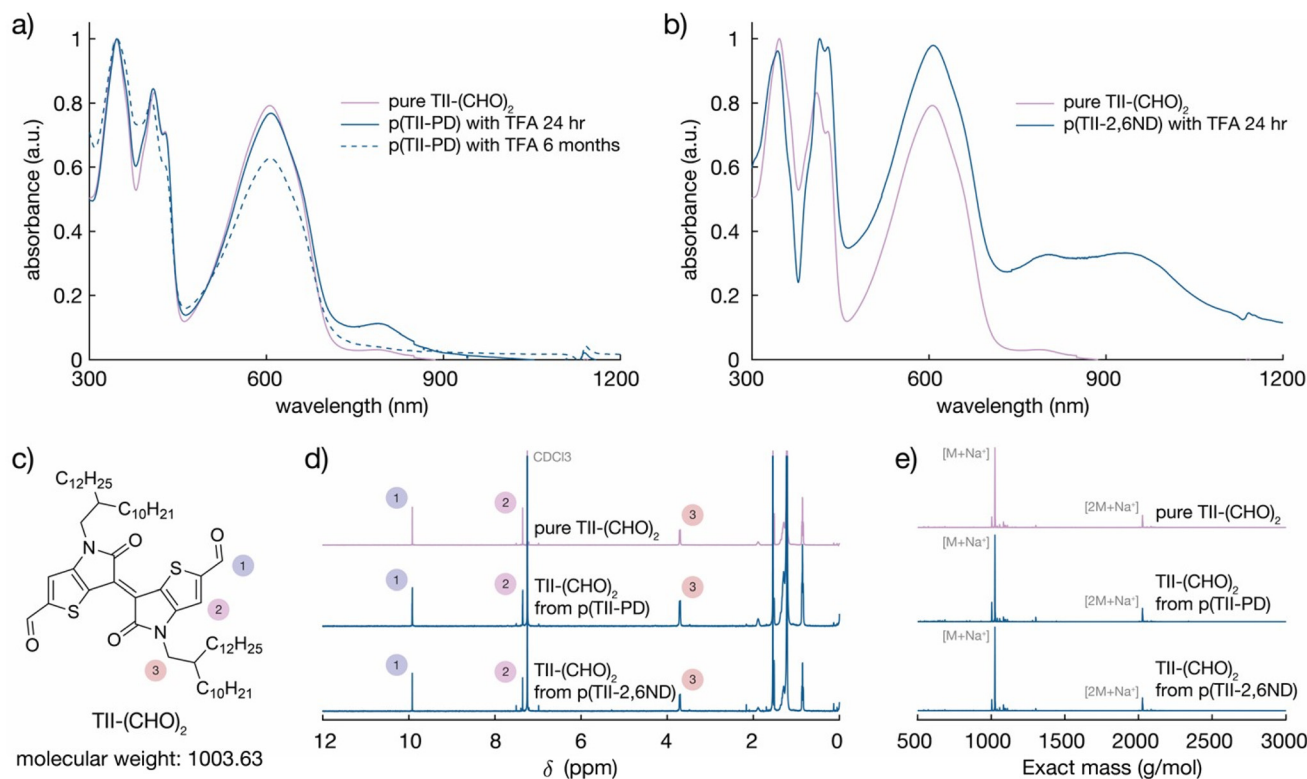 a)
1
0.8
0.6
0.4
0.2
0
absorbance (a.u.)
pure TII-(CHO)2
p(TII-PD) with TFA 24 hr
p(TII-PD) with TFA 6 months
300
600
900
1200
wavelength (nm)
b)
1
0.8
0.6
0.4
0.2
0
absorbance (a.u.)
pure TII-(CHO)2
p(TII-2,6ND) with TFA 24 hr
300
600
900
1200
wavelength (nm)
c)
C12H25
C10H21
N
O
O
S
1
S
2
O
O
N
C12H25
3
C10H21
TII-(CHO)2
molecular weight: 1003.63
d)
CDCl3
1
2
3
pure TII-(CHO)2
1
2
3
TII-(CHO)2
from p(TII-PD)
1
2
3
TII-(CHO)2
from p(TII-2,6ND)
12
10
8
6
4
2
0
δ (ppm)
e)
[M+Na+]
[2M+Na+]
pure TII-(CHO)2
[M+Na+]
[2M+Na+]
TII-(CHO)2
from p(TII-PD)
[M+Na+]
[2M+Na+]
TII-(CHO)2
from p(TII-2,6ND)
500
1000
1500
2000
2500
3000
Exact mass (g/mol)